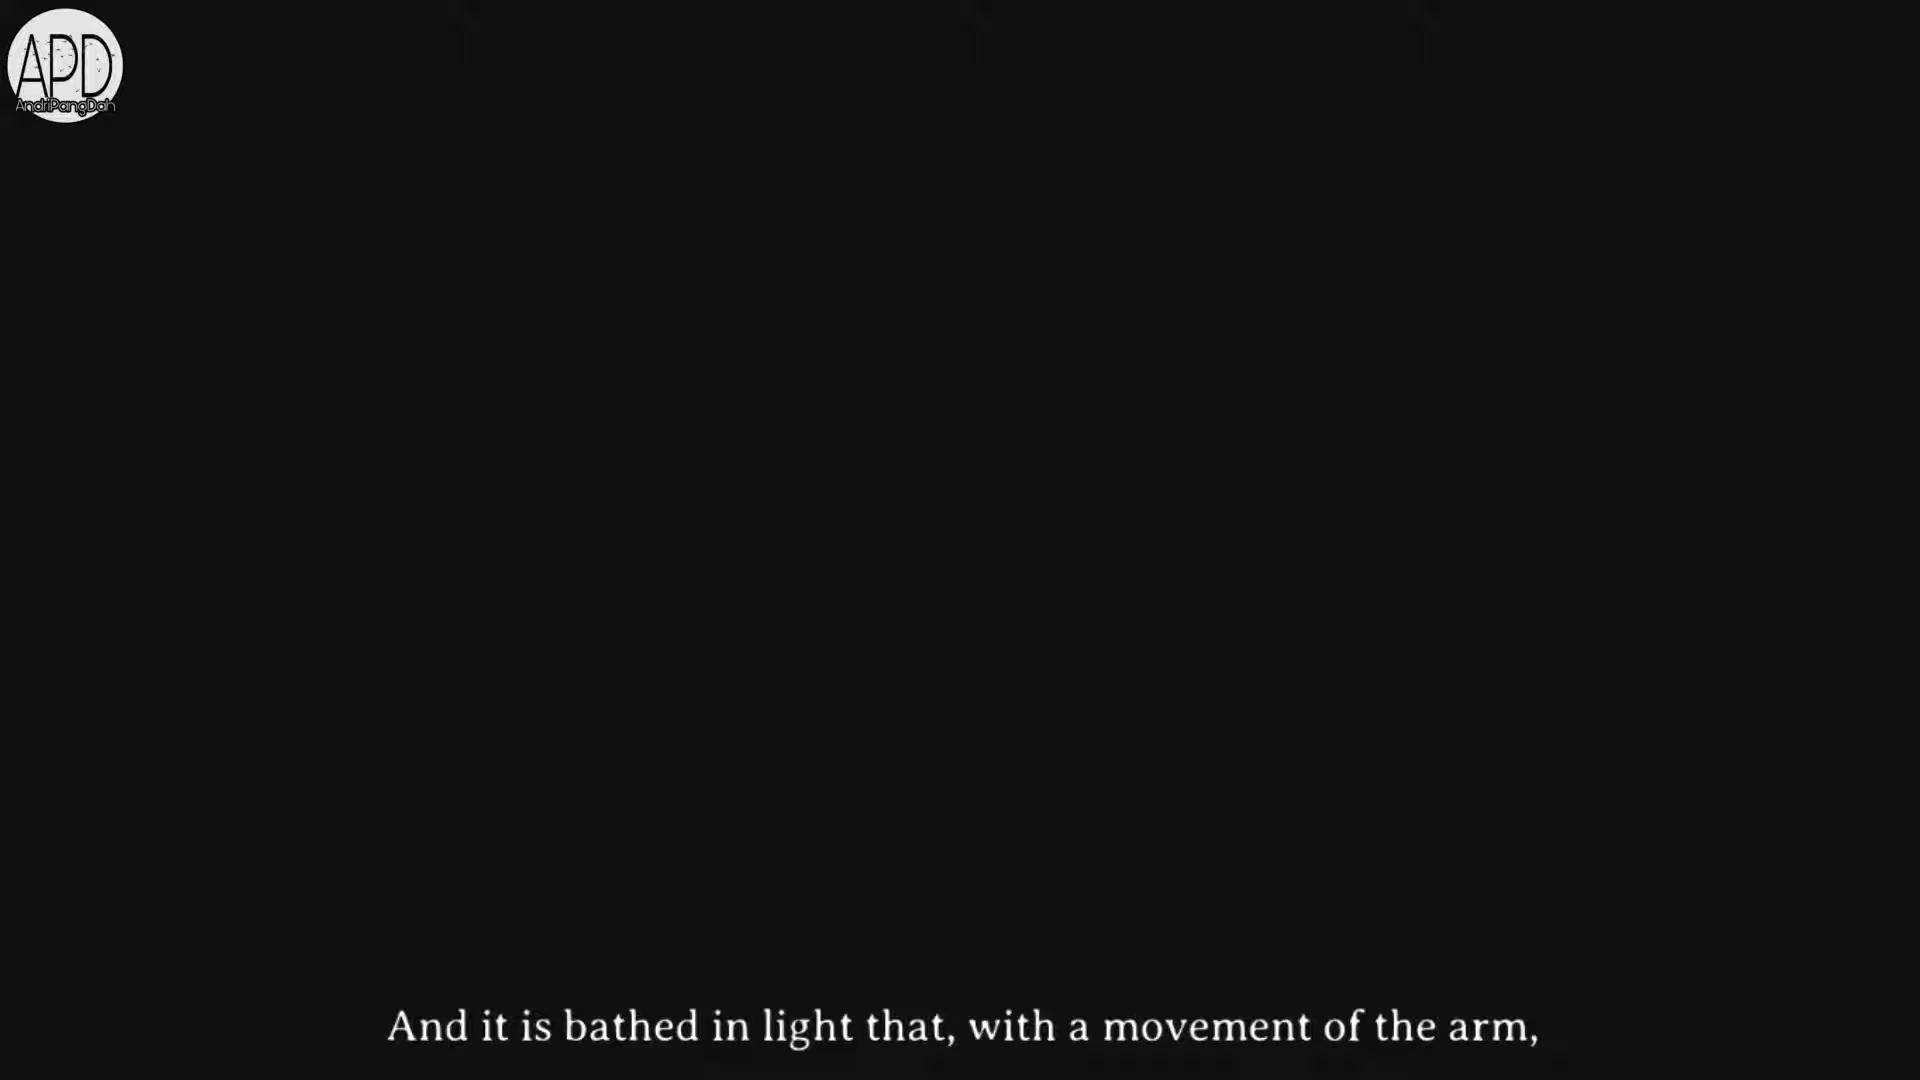 APD
AndriPangDah
And it is bathed in light that, with a movement of the arm,